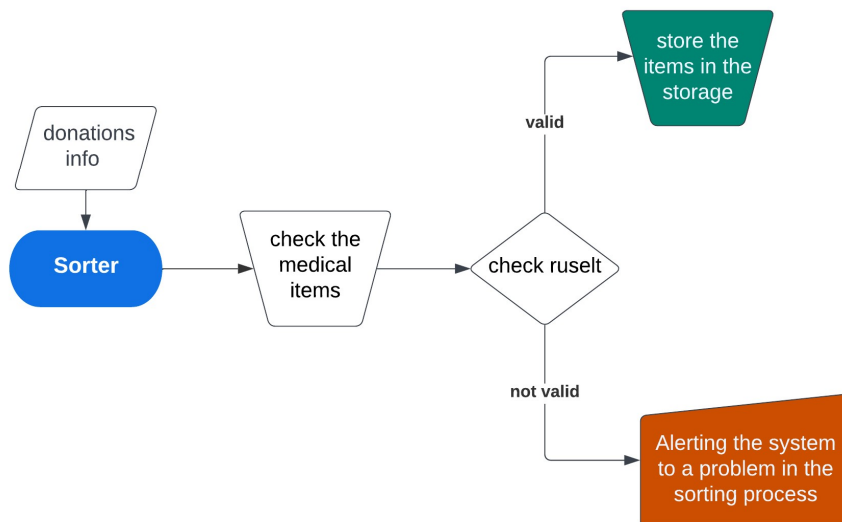 donations
info
Sorter
check the
medical
items
check ruselt
valid
store the
items in the
storage
not valid
Alerting the system
to a problem in the
sorting process